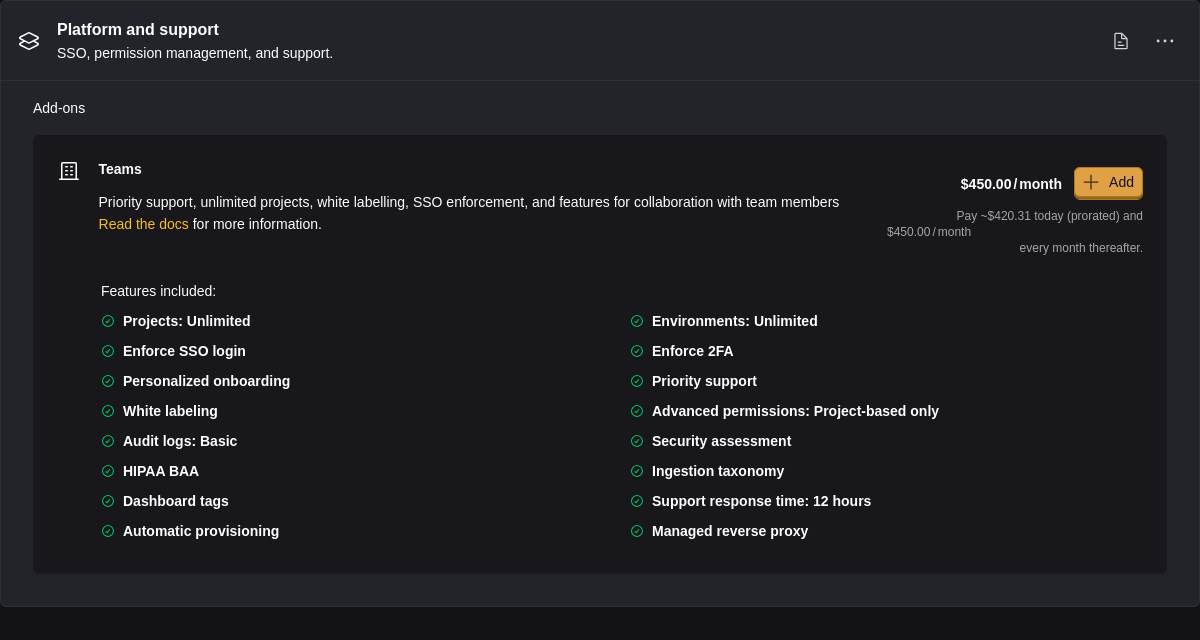 Platform and support
SSO, permission management, and support.
Add-ons
Teams
Priority support, unlimited projects, white labelling, SSO enforcement, and features for collaboration with team members
Read the docs for more information.
$450.00/month
Add
Pay ~$420.31 today (prorated) and
$450.00/month
every month thereafter.
Features included:
Projects: Unlimited
Environments: Unlimited
Enforce SSO login
Enforce 2FA
Personalized onboarding
Priority support
White labeling
Advanced permissions: Project-based only
Audit logs: Basic
Security assessment
HIPAA BAA
Ingestion taxonomy
Dashboard tags
Support response time: 12 hours
Automatic provisioning
Managed reverse proxy